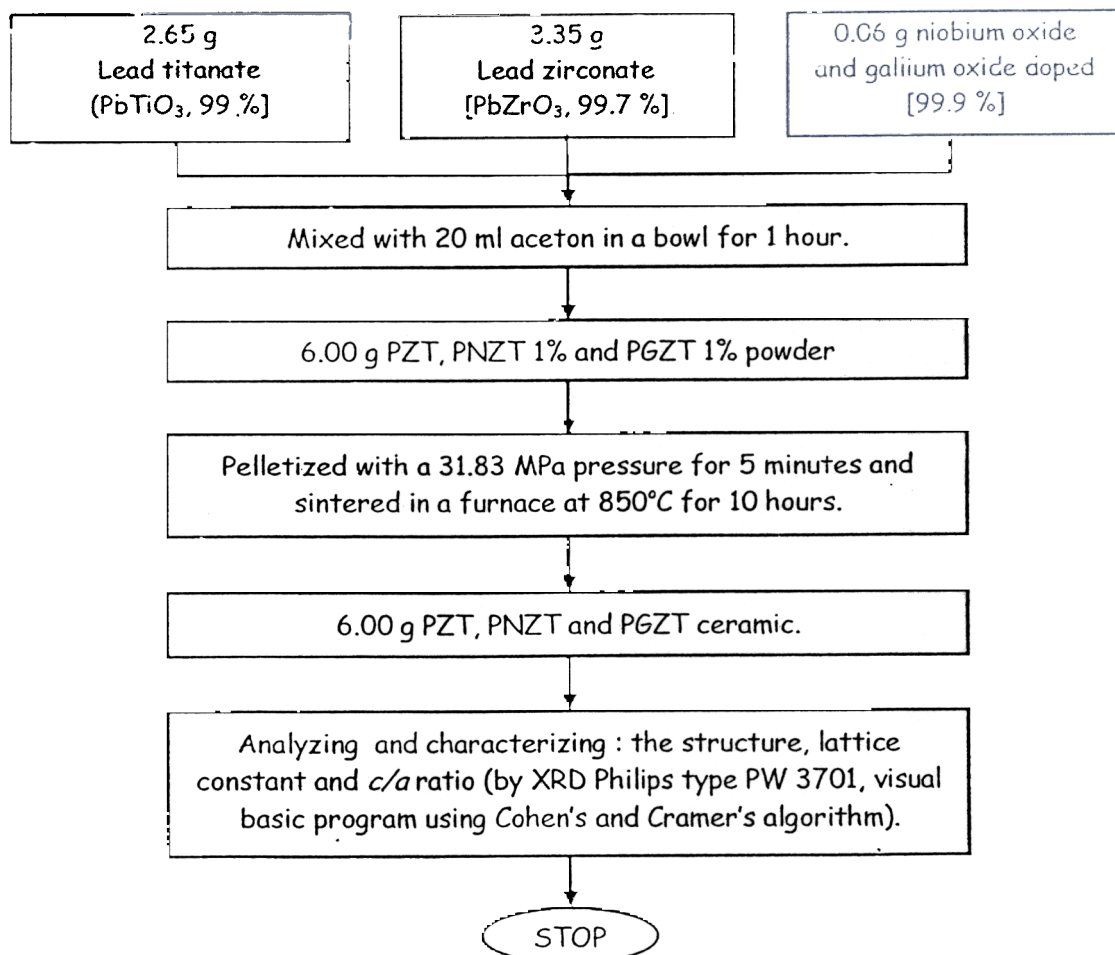 2.65 g
Lead titanate
(PbTiO₃, 99 %]
3.35 g
Lead zirconate
[PbZrO₃, 99.7 %]
0.06 g niobium oxide
and gallium oxide doped
[99.9 %]
Mixed with 20 ml aceton in a bowl for 1 hour.
6.00 g PZT, PNZT 1% and PGZT 1% powder
Pelletized with a 31.83 MPa pressure for 5 minutes and
sintered in a furnace at 850°C for 10 hours.
6.00 g PZT, PNZT and PGZT ceramic.
Analyzing and characterizing : the structure, lattice
constant and c/a ratio (by XRD Philips type PW 3701, visual
basic program using Cohen's and Cramer's algorithm).
STOP